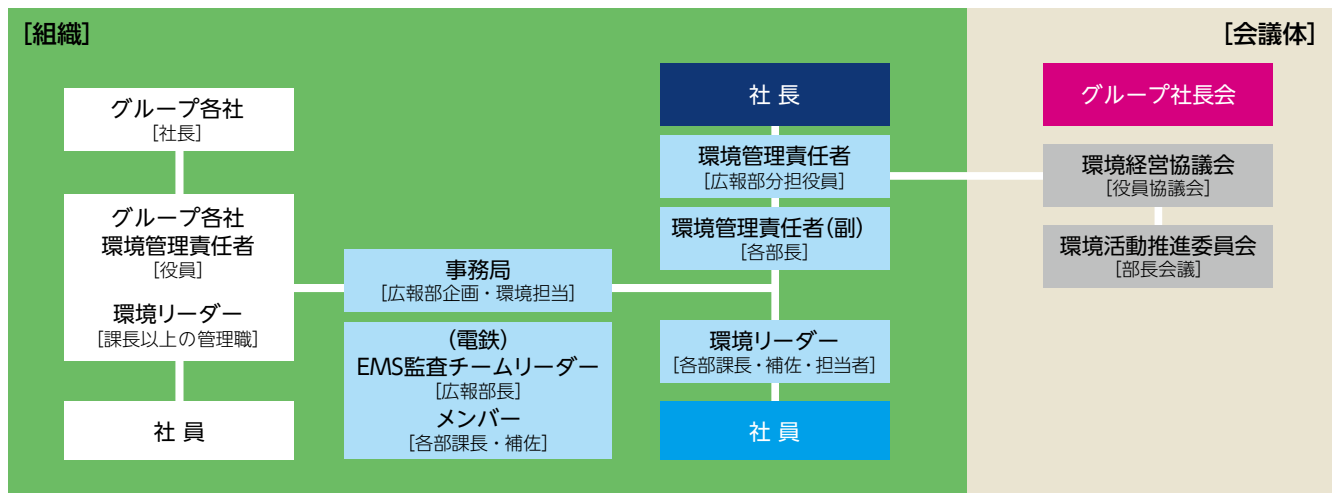 [組織]
グループ各社
[社長]
グループ各社
環境管理責任者
[役員]
環境リーダー
[課長以上の管理職]
社 員
事務局
[広報部企画・環境担当]
(電鉄)
EMS監査チームリーダー
[広報部長]
メンバー
[各部課長・補佐]
社 長
環境管理責任者
[広報部分担役員]
環境管理責任者(副)
[各部長]
環境リーダー
[各部課長・補佐・担当者]
社 員
[会議体]
グループ社長会
環境経営協議会
[役員協議会]
環境活動推進委員会
[部長会議]